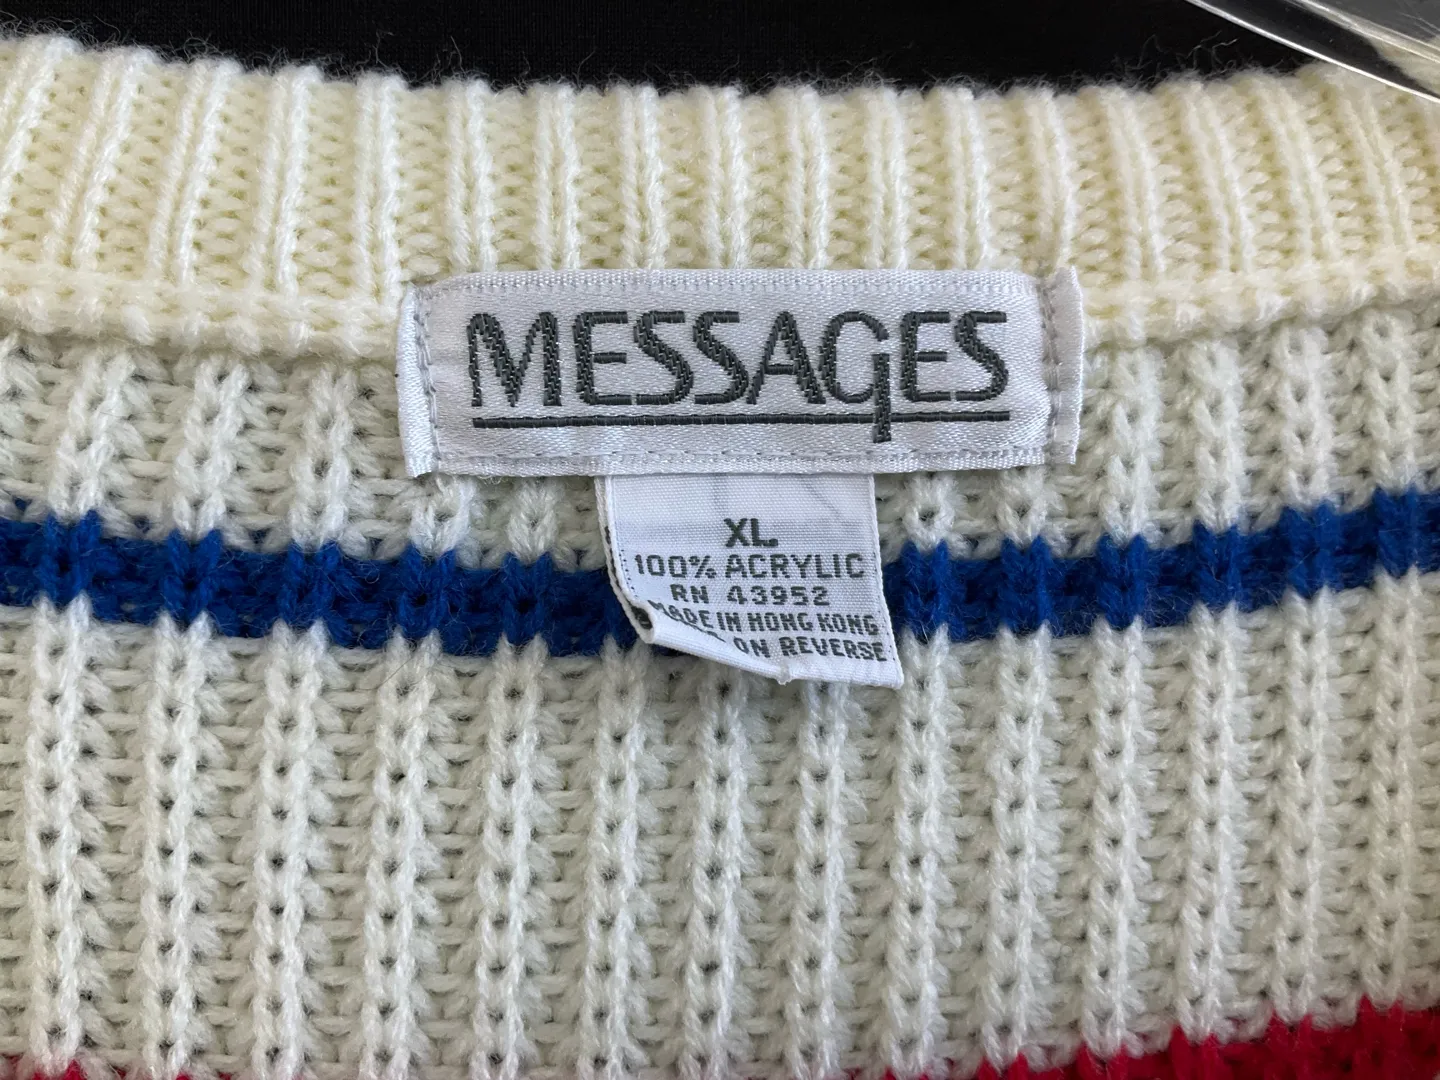 MESSAGES
XL
100% ACRYLIC
RN 43952
MADE IN HONG KONG
ON REVERSE